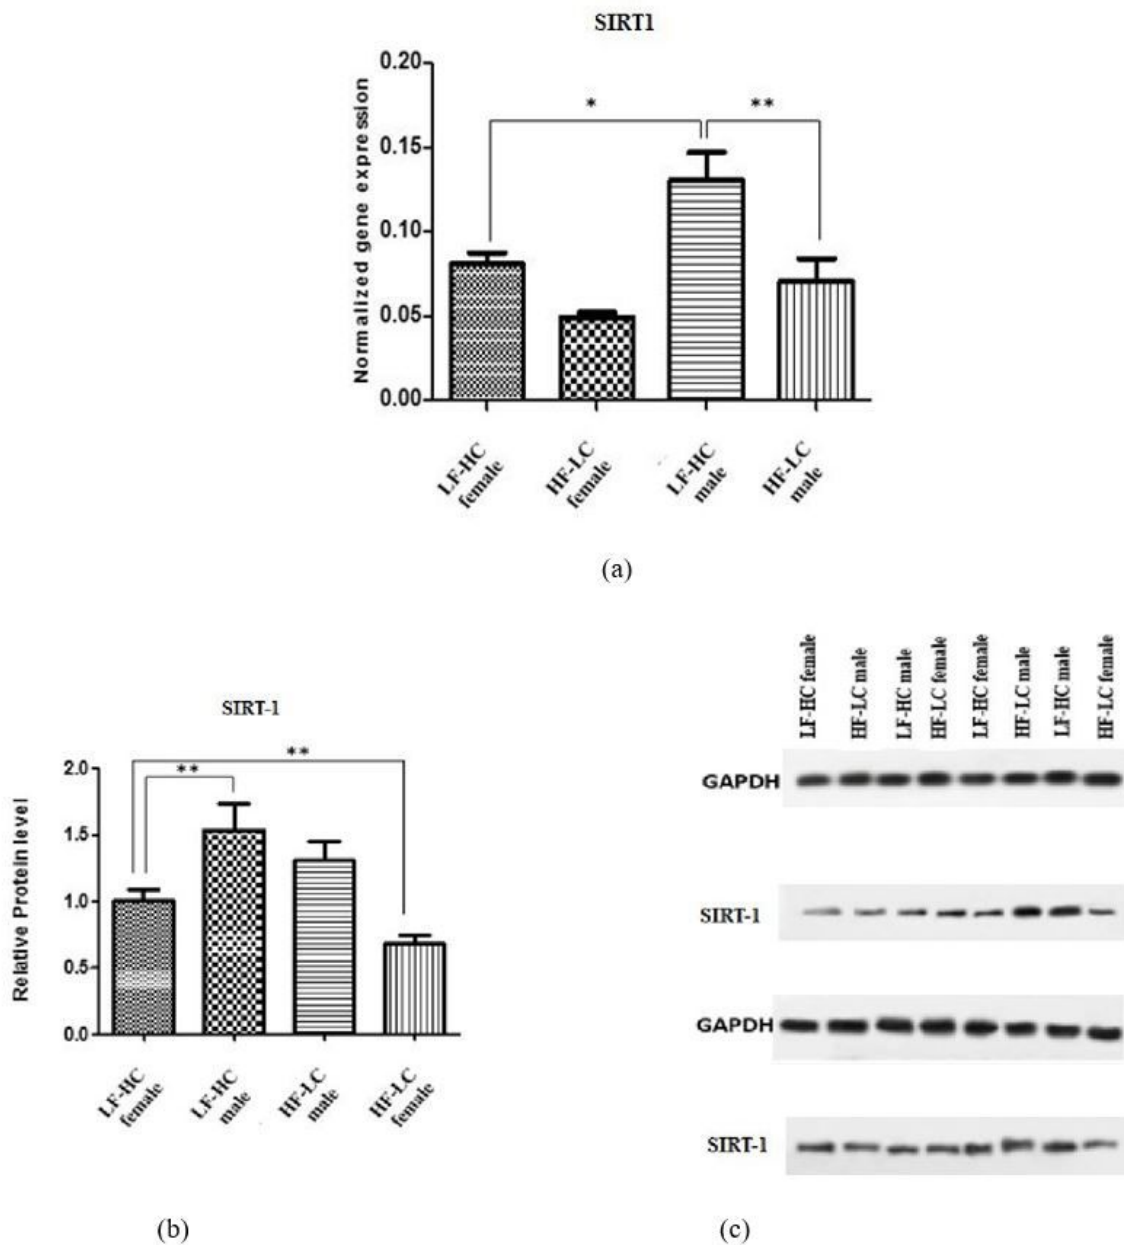 SIRT1
Normalized gene expression
0.20
0.15
0.10
0.05
0.00
*
**
LF-HC
female
HF-LC
female
LF-HC
male
HF-LC
male
(a)
SIRT-1
Relative Protein level
2.0
1.5
1.0
0.5
0.0
**
**
LF-HC
female
LF-HC
male
HF-LC
male
HF-LC
female
(b)
LF-HC female
HF-LC male
LF-HC male
HF-LC female
LF-HC female
HF-LC male
LF-HC male
HF-LC female
GAPDH
SIRT-1
GAPDH
SIRT-1
(c)